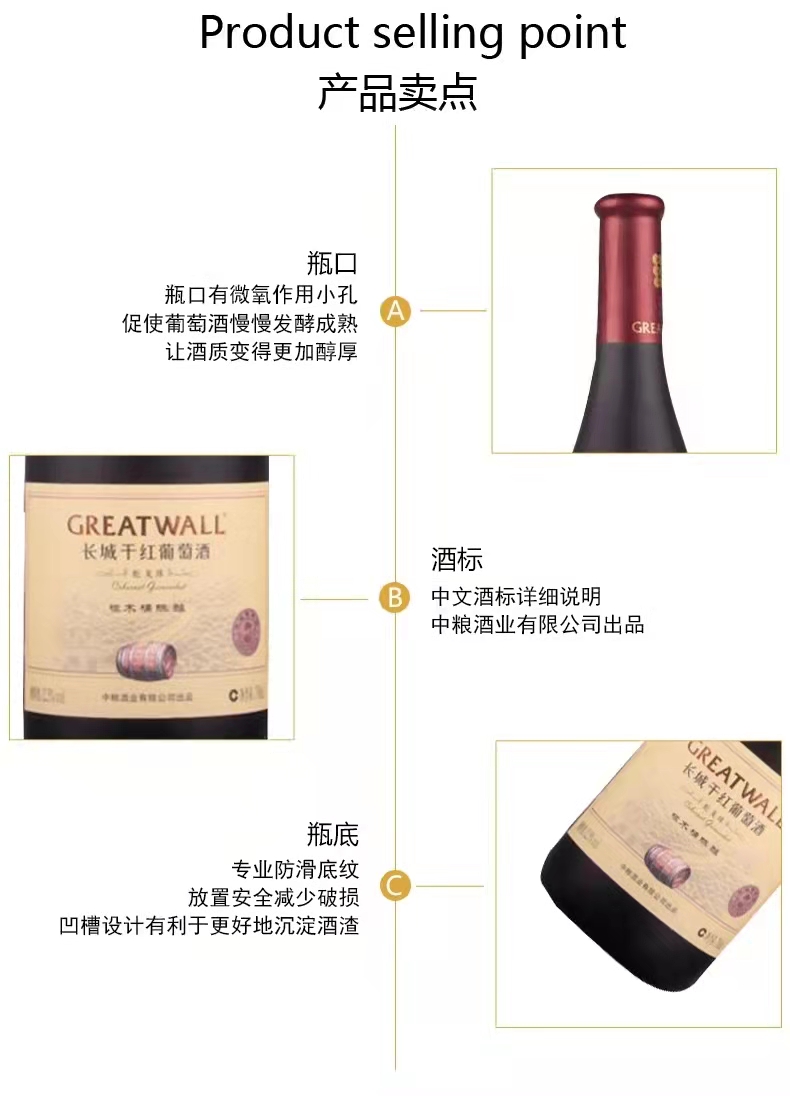 Product selling point
产品卖点
瓶口
瓶口有微氧作用小孔
促使葡萄酒慢慢发酵成熟
让酒质变得更加醇厚
A
GREA
GREATWALL
长城干红葡萄酒
Cabernet Gernischt
橡木桶陈酿
中粮酒业有限公司出品
B
酒标
中文酒标详细说明
中粮酒业有限公司出品
瓶底
专业防滑底纹
放置安全减少破损
凹槽设计有利于更好地沉淀酒渣
C
GREATWALL
长城干红葡萄酒
橡木桶陈酿
中粮酒业有限公司出品